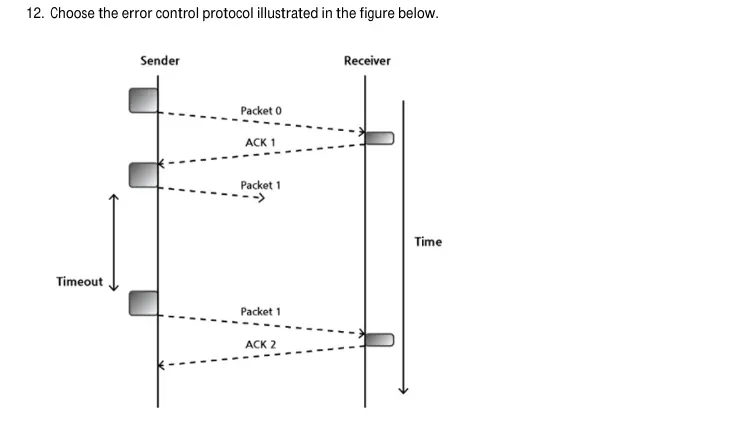 12. Choose the error control protocol illustrated in the figure below.
Sender
Receiver
Packet 0
ACK 1
Packet 1
Time
Timeout
Packet 1
ACK 2